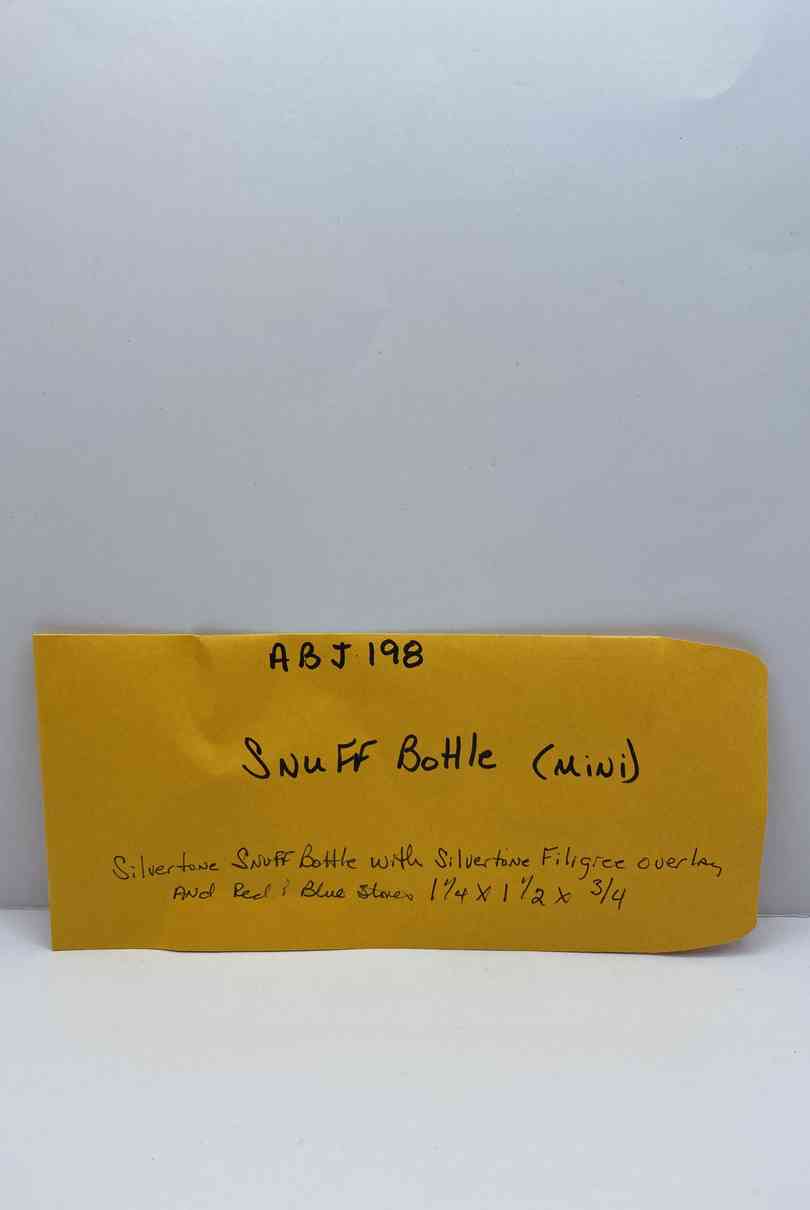 ABJ 198
SNUFF BoTTle (MiNi)
Silvertone SNUFF Bottle with Silvertone Filigree overlay
AND Red & Blue Stones 1 1/4 X 1 1/2 x 3/4